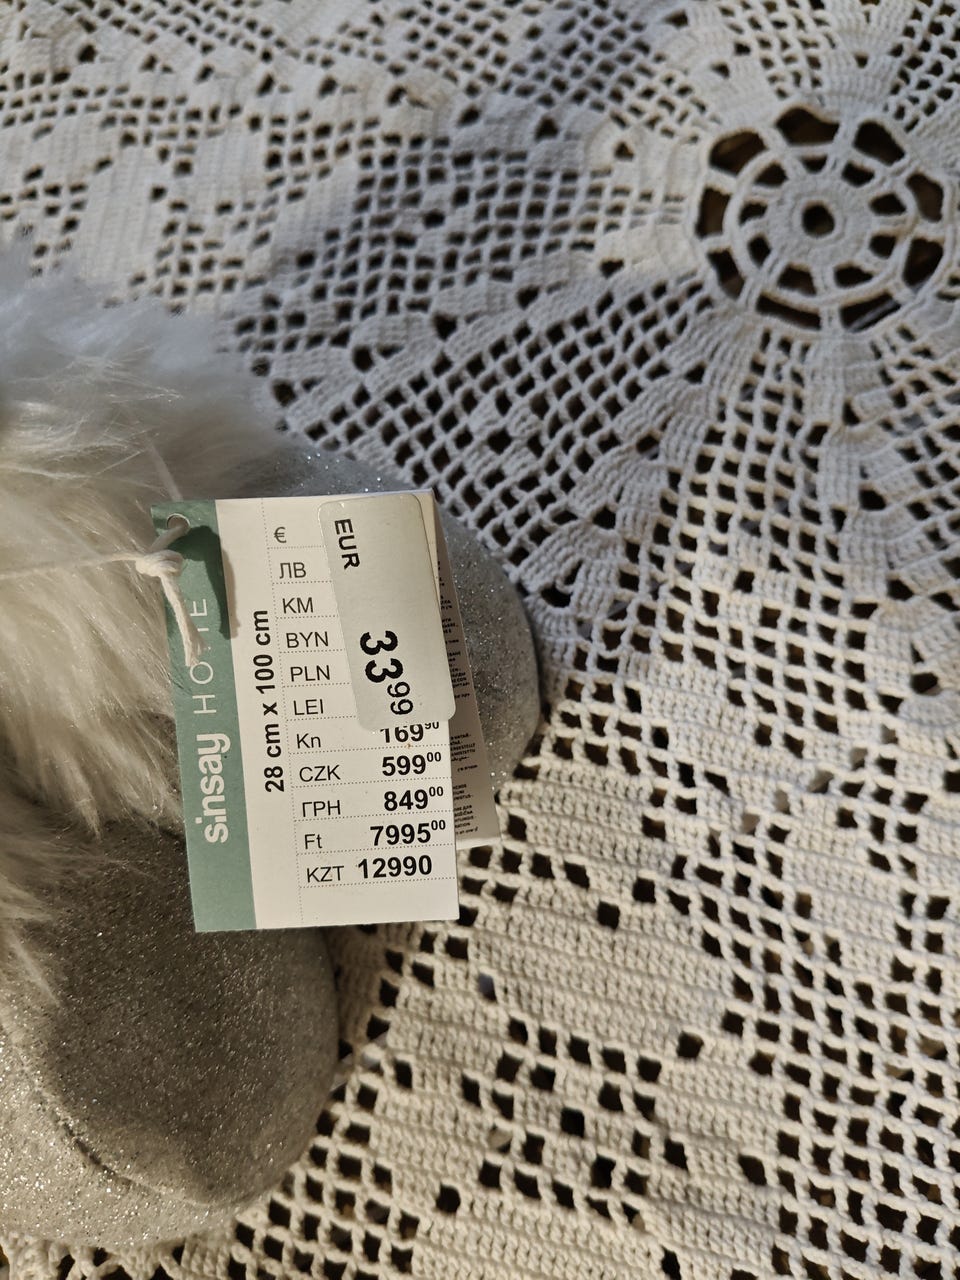 sinsay HOME
28 cm x 100 cm
€
ЛВ
KM
BYN
PLN
LEI
Kn 169⁹⁰
CZK 599⁰⁰
ГРН 849⁰⁰
Ft 7995⁰⁰
KZT 12990
EUR
33⁹⁹